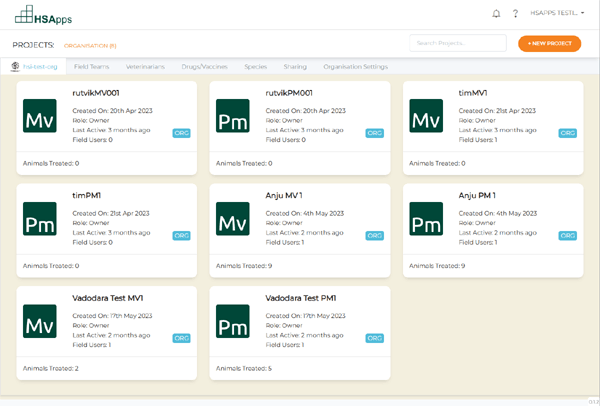 HSApps
? HSAPPS TESTI...
PROJECTS: ORGANISATION (8)
Search Projects...
+ NEW PROJECT
hsi-test-org Field Teams Veterinarians Drugs/Vaccines Species Sharing Organisation Settings
rutvikMV001
Mv
Created On: 20th Apr 2023
Role: Owner
Last Active: 3 months ago
Field Users: 0
ORG
Animals Treated: 0
rutvikPM001
Pm
Created On: 20th Apr 2023
Role: Owner
Last Active: 3 months ago
Field Users: 0
ORG
Animals Treated: 0
timMV1
Mv
Created On: 21st Apr 2023
Role: Owner
Last Active: 3 months ago
Field Users: 1
ORG
Animals Treated: 0
timPM1
Pm
Created On: 21st Apr 2023
Role: Owner
Last Active: 3 months ago
Field Users: 0
ORG
Animals Treated: 0
Anju MV 1
Mv
Created On: 4th May 2023
Role: Owner
Last Active: 2 months ago
Field Users: 1
ORG
Animals Treated: 9
Anju PM 1
Pm
Created On: 4th May 2023
Role: Owner
Last Active: 2 months ago
Field Users: 1
ORG
Animals Treated: 9
Vadodara Test MV1
Mv
Created On: 17th May 2023
Role: Owner
Last Active: 2 months ago
Field Users: 1
ORG
Animals Treated: 2
Vadodara Test PM1
Pm
Created On: 17th May 2023
Role: Owner
Last Active: 2 months ago
Field Users: 1
ORG
Animals Treated: 5